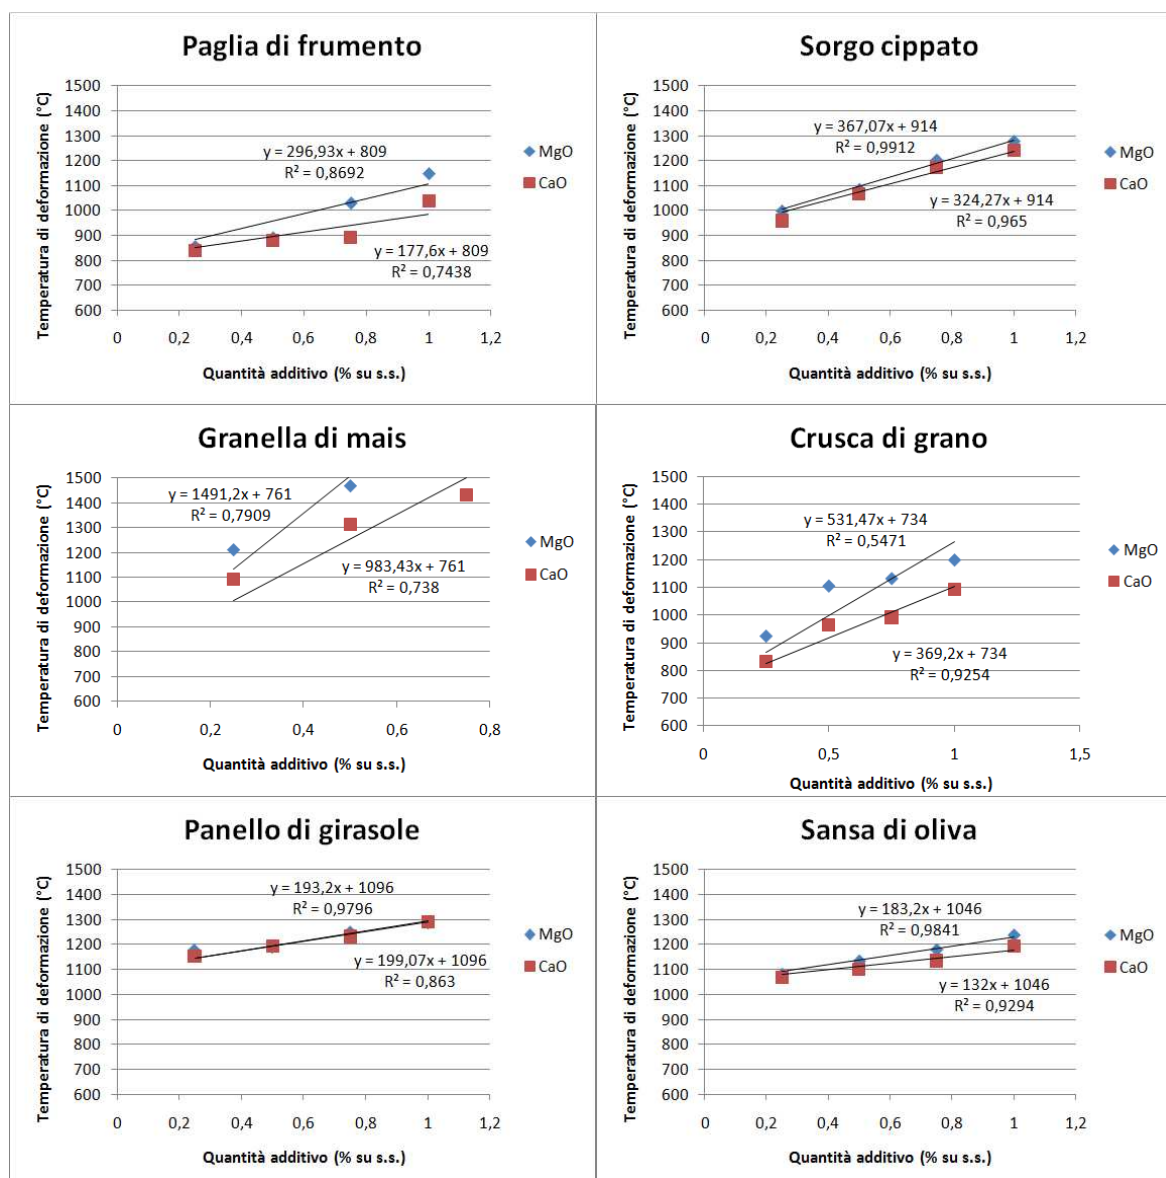 Paglia di frumento
Temperatura di deformazione (°C)
1500
1400
1300
1200
1100
1000
900
800
700
600
y = 296,93x + 809
R² = 0,8692
y = 177,6x + 809
R² = 0,7438
MgO
CaO
0 0,2 0,4 0,6 0,8 1 1,2
Quantità additivo (% su s.s.)
Sorgo cippato
Temperatura di deformazione (°C)
1500
1400
1300
1200
1100
1000
900
800
700
600
y = 367,07x + 914
R² = 0,9912
y = 324,27x + 914
R² = 0,965
MgO
CaO
0 0,2 0,4 0,6 0,8 1 1,2
Quantità additivo (% su s.s.)
Granella di mais
Temperatura di deformazione (°C)
1500
1400
1300
1200
1100
1000
900
800
700
600
y = 1491,2x + 761
R² = 0,7909
y = 983,43x + 761
R² = 0,738
MgO
CaO
0 0,2 0,4 0,6 0,8
Quantità additivo (% su s.s.)
Crusca di grano
Temperatura di deformazione (°C)
1500
1400
1300
1200
1100
1000
900
800
700
600
y = 531,47x + 734
R² = 0,5471
y = 369,2x + 734
R² = 0,9254
MgO
CaO
0 0,5 1 1,5
Quantità additivo (% su s.s.)
Panello di girasole
Temperatura di deformazione (°C)
1500
1400
1300
1200
1100
1000
900
800
700
600
y = 193,2x + 1096
R² = 0,9796
y = 199,07x + 1096
R² = 0,863
MgO
CaO
0 0,2 0,4 0,6 0,8 1 1,2
Quantità additivo (% su s.s.)
Sansa di oliva
Temperatura di deformazione (°C)
1500
1400
1300
1200
1100
1000
900
800
700
600
y = 183,2x + 1046
R² = 0,9841
y = 132x + 1046
R² = 0,9294
MgO
CaO
0 0,2 0,4 0,6 0,8 1 1,2
Quantità additivo (% su s.s.)